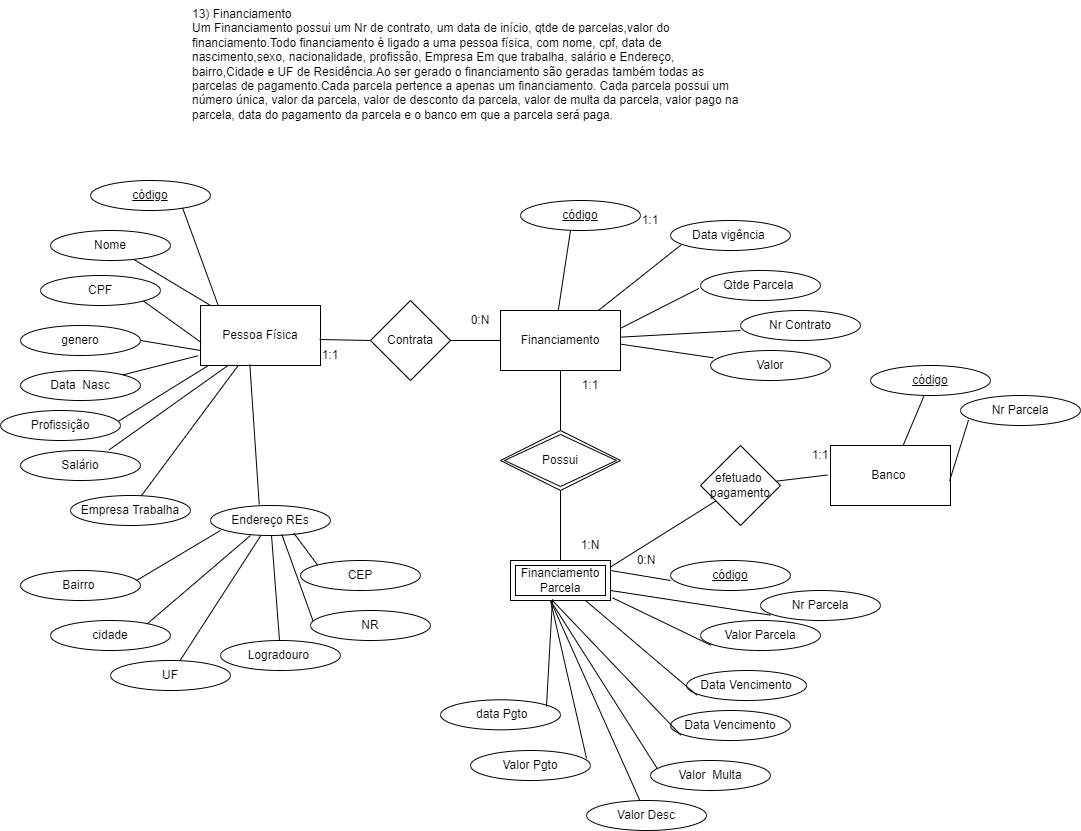 13) Financiamento
Um Financiamento possui um Nr de contrato, um data de início, qtde de parcelas,valor do
financiamento.Todo financiamento é ligado a uma pessoa física, com nome, cpf, data de
nascimento,sexo, nacionalidade, profissão, Empresa Em que trabalha, salário e Endereço,
bairro,Cidade e UF de Residência.Ao ser gerado o financiamento são geradas também todas as
parcelas de pagamento.Cada parcela pertence a apenas um financiamento. Cada parcela possui um
número única, valor da parcela, valor de desconto da parcela, valor de multa da parcela, valor pago na
parcela, data do pagamento da parcela e o banco em que a parcela será paga.
código
Nome
CPF
genero
Data Nasc
Profissição
Salário
Empresa Trabalha
Pessoa Física
1:1
Contrata
0:N
código
1:1
Data vigência
Qtde Parcela
Nr Contrato
Valor
Financiamento
1:1
Possui
1:N
código
Nr Parcela
Banco
1:1
efetuado
pagamento
0:N
Financiamento
Parcela
código
Nr Parcela
Valor Parcela
Data Vencimento
Data Vencimento
Valor Multa
Valor Desc
Valor Pgto
data Pgto
Endereço REs
Bairro
cidade
UF
Logradouro
NR
CEP